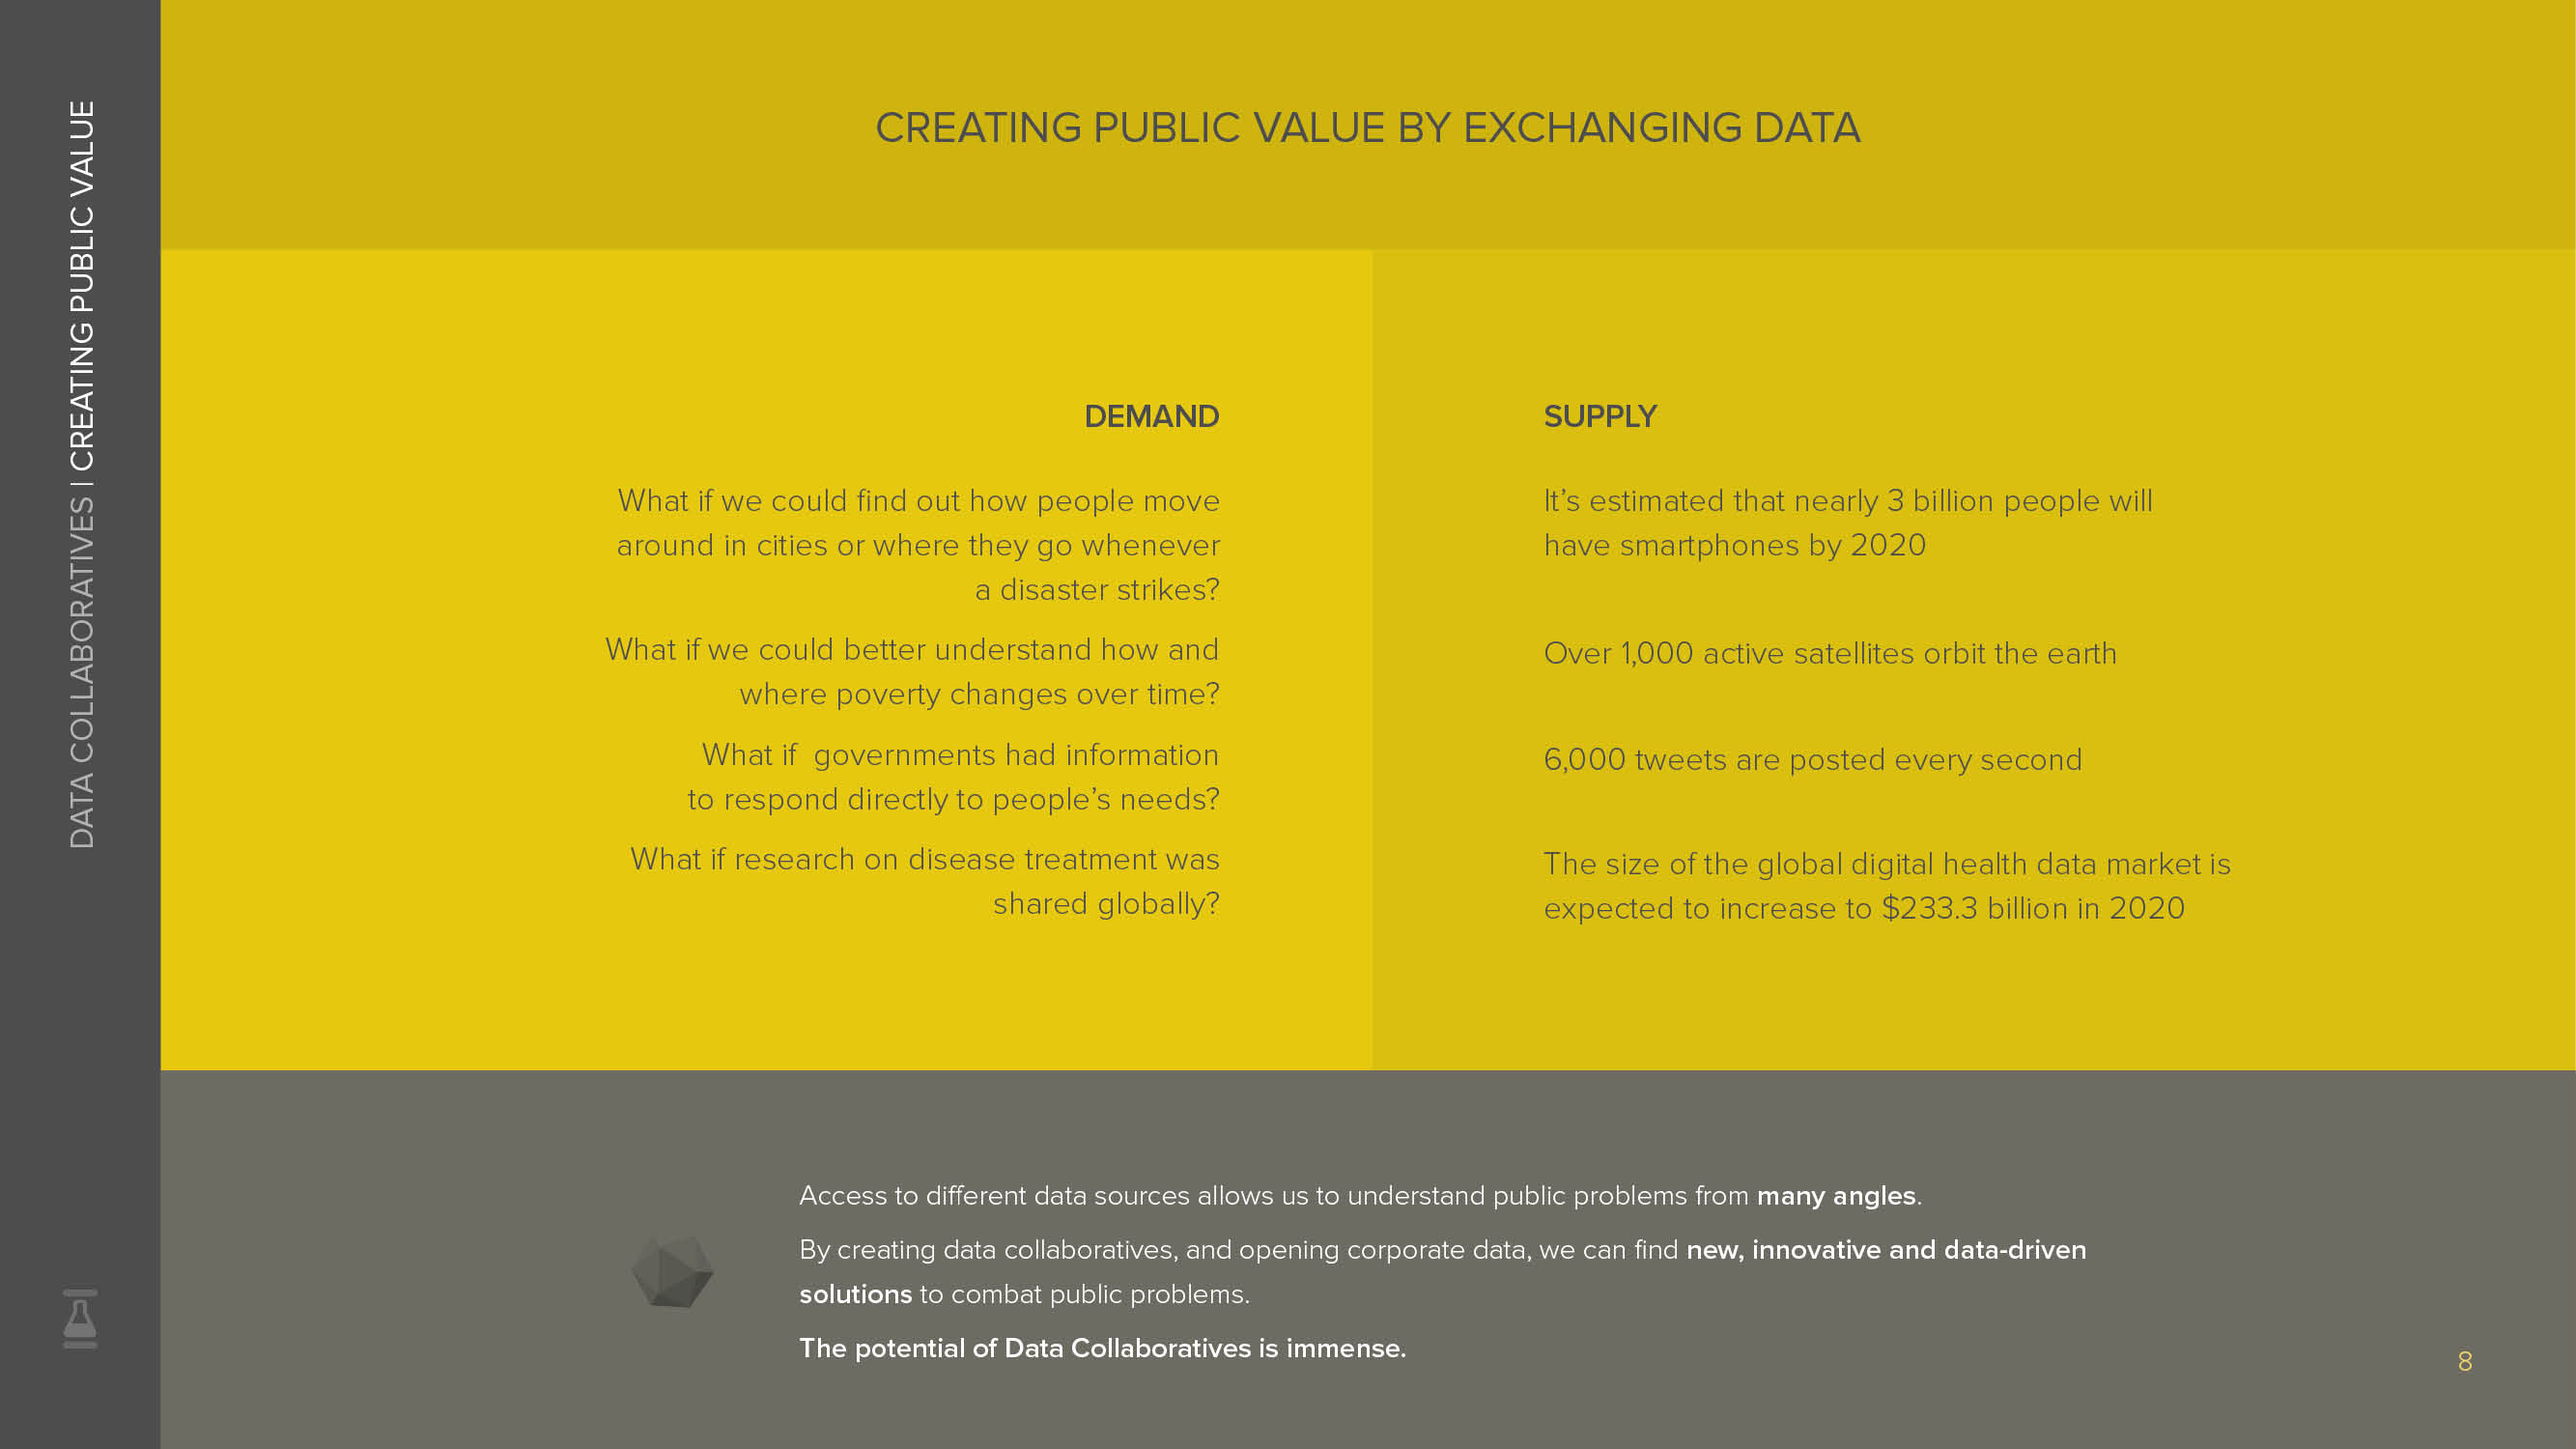 DATA COLLABORATIVES | CREATING PUBLIC VALUE
CREATING PUBLIC VALUE BY EXCHANGING DATA
DEMAND
What if we could find out how people move
around in cities or where they go whenever
a disaster strikes?
What if we could better understand how and
where poverty changes over time?
What if  governments had information
to respond directly to people’s needs?
What if research on disease treatment was
shared globally?
SUPPLY
It’s estimated that nearly 3 billion people will
have smartphones by 2020
Over 1,000 active satellites orbit the earth
6,000 tweets are posted every second
The size of the global digital health data market is
expected to increase to $233.3 billion in 2020
Access to different data sources allows us to understand public problems from many angles.
By creating data collaboratives, and opening corporate data, we can find new, innovative and data-driven
solutions to combat public problems.
The potential of Data Collaboratives is immense.
8